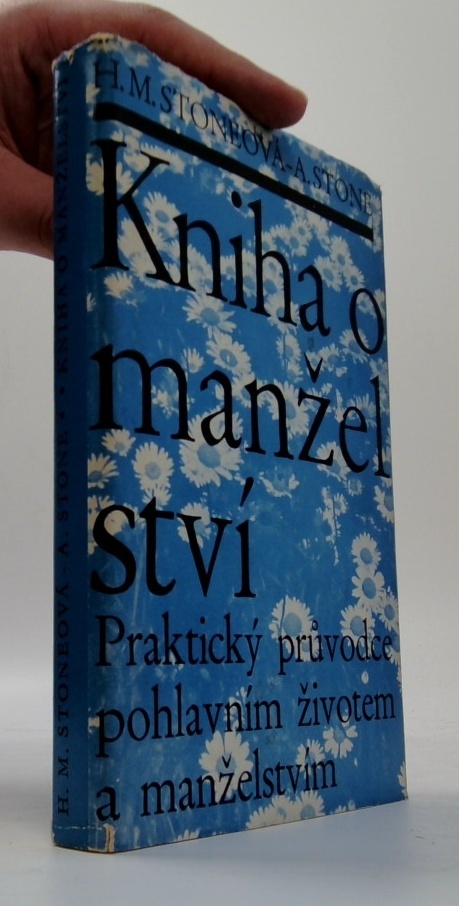 H. M. STONEOVÁ-A. STONE
Kniha o
manžel
ství
Praktický průvodce
pohlavním životem
a manželstvím
H. M. STONEOVÁ - A. STONE • KNIHA O MANŽELSTVÍ